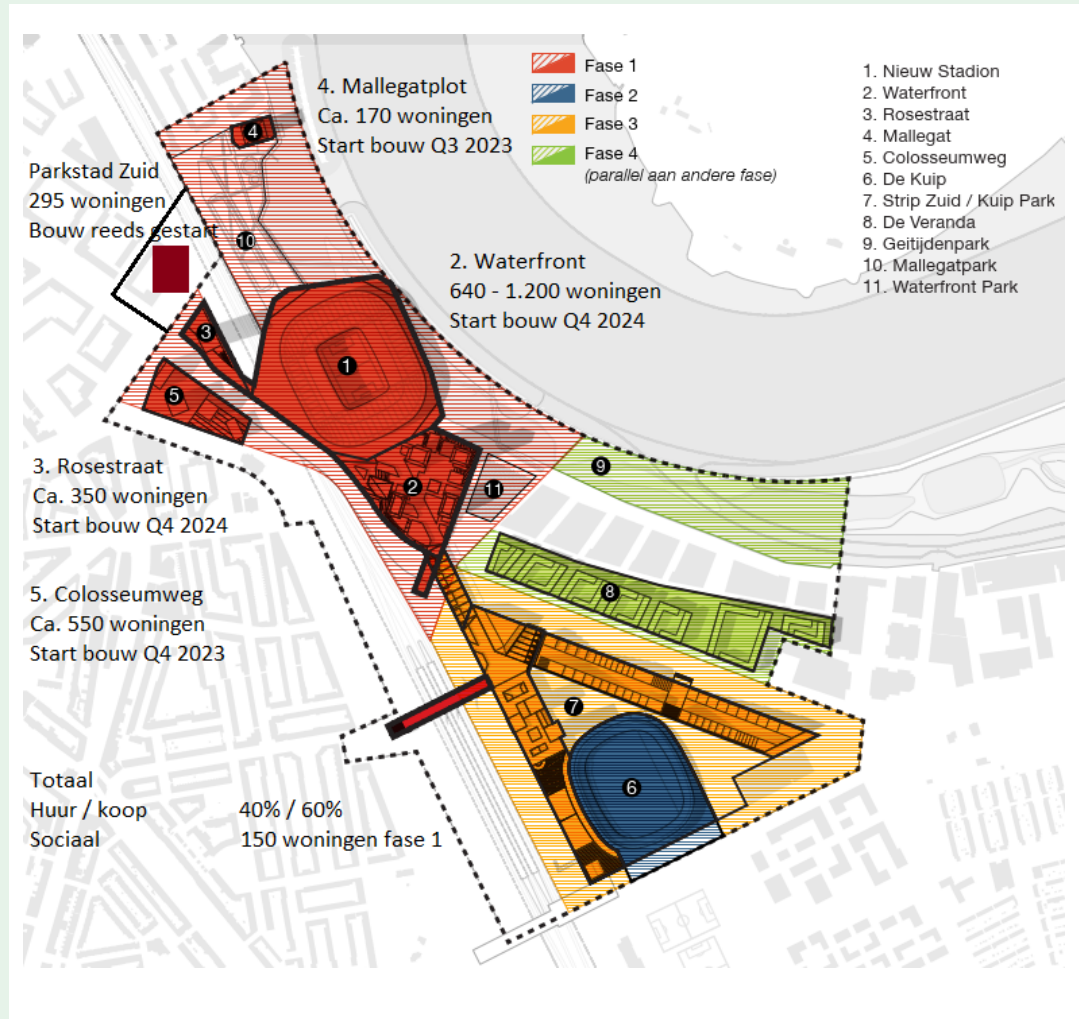 4. Mallegatplot
Ca. 170 woningen
Start bouw Q3 2023
Fase 1
Fase 2
Fase 3
Fase 4
(parallel aan andere fase)
1. Nieuw Stadion
2. Waterfront
3. Rosestraat
4. Mallegat
5. Colosseumweg
6. De Kuip
7. Strip Zuid / Kuip Park
8. De Veranda
9. Geitijdenpark
10. Mallegatpark
11. Waterfront Park
Parkstad Zuid
295 woningen
Bouw reeds gestart
2. Waterfront
640 - 1.200 woningen
Start bouw Q4 2024
4
10
3
1
5
2
11
9
8
7
6
3. Rosestraat
Ca. 350 woningen
Start bouw Q4 2024
5. Colosseumweg
Ca. 550 woningen
Start bouw Q4 2023
Totaal
Huur / koop 40% / 60%
Sociaal 150 woningen fase 1